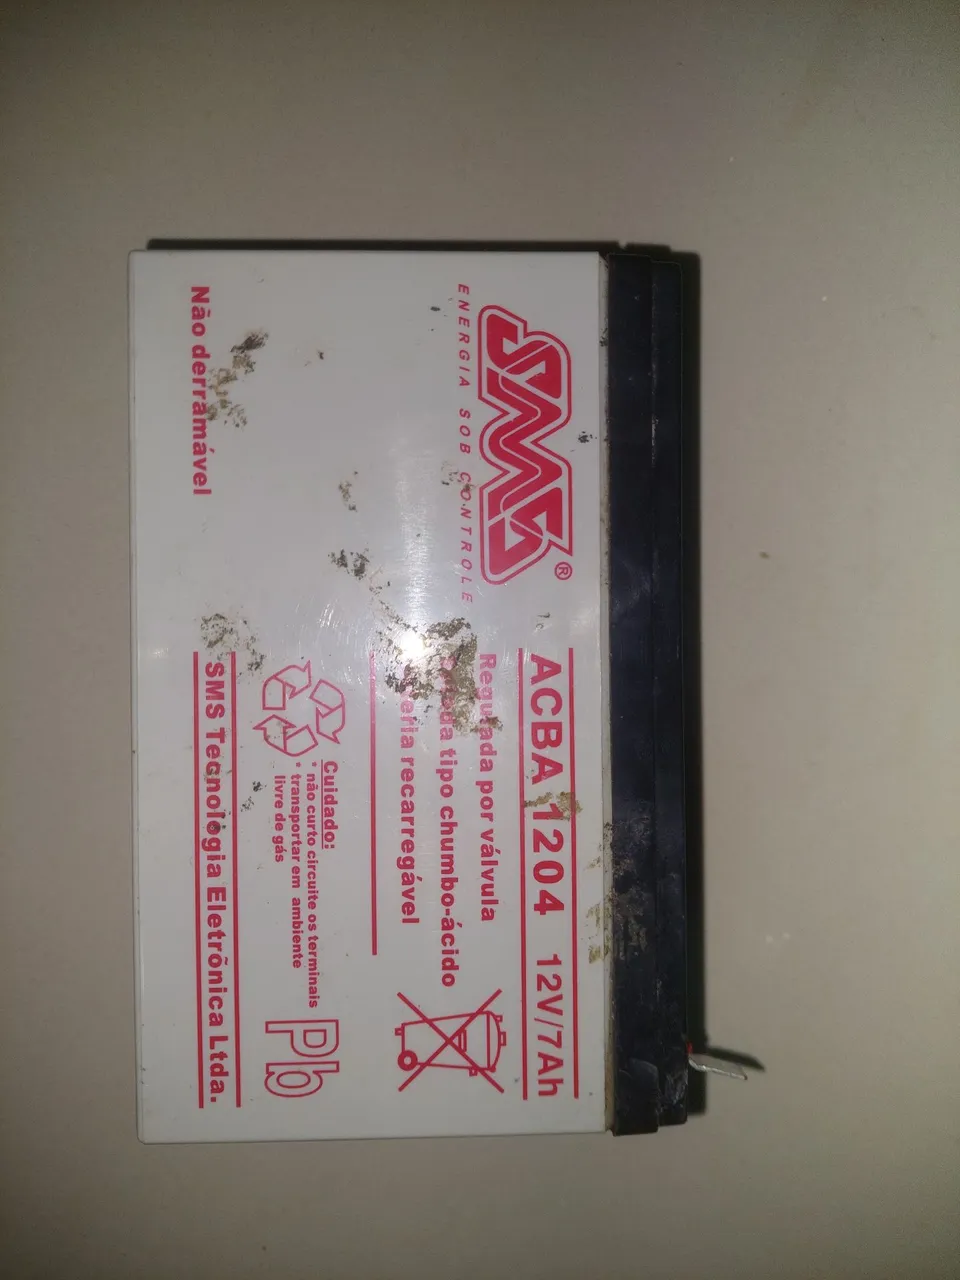 SMS®
ENERGIA SOB CONTROLE
ACBA 1204 12V/7Ah
Regulada por válvula
tipo chumbo-ácido
recarregável
Cuidado:
* não curto circuite os terminais
* transportar em ambiente
livre de gás
Pb
Não derramável
SMS Tecnologia Eletrônica Ltda.